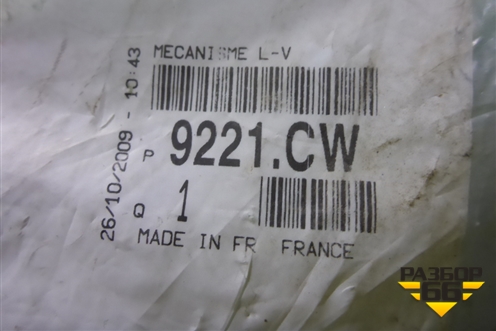 MECANISME L-V
26/10/2009 - 10:43
P 9221.CW
Q 1
MADE IN FR FRANCE
РАЗБОР
66